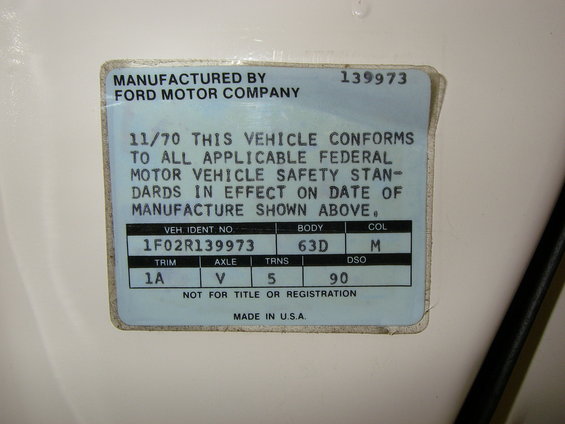 MANUFACTURED BY 139973
FORD MOTOR COMPANY
11/70 THIS VEHICLE CONFORMS
TO ALL APPLICABLE FEDERAL
MOTOR VEHICLE SAFETY STAN-
DARDS IN EFFECT ON DATE OF
MANUFACTURE SHOWN ABOVE.
VEH. IDENT. NO. BODY COL
1F02R139973 63D M
TRIM AXLE TRNS DSO
1A V 5 90
NOT FOR TITLE OR REGISTRATION
MADE IN U.S.A.